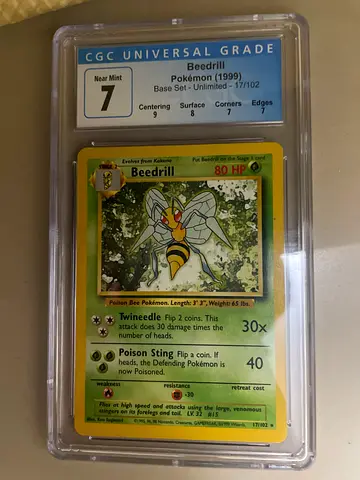 CGC UNIVERSAL GRADE
Near Mint
7
Beedrill
Pokémon (1999)
Base Set - Unlimited - 17/102
Centering Surface Corners Edges
9 8 7 7
Evolves from Kakuna
Put Beedrill on the Stage 1 card
Beedrill 80 HP
Poison Bee Pokémon. Length: 3' 3", Weight: 65 lbs.
Twineedle Flip 2 coins. This
attack does 30 damage times the
number of heads.
30x
Poison Sting Flip a coin. If
heads, the Defending Pokémon is
now Poisoned.
40
weakness resistance retreat cost
-30
Flies at high speed and attacks using the large, venomous
stingers on its forelegs and tail. LV. 32 #15
Illus. Ken Sugimori
17/102